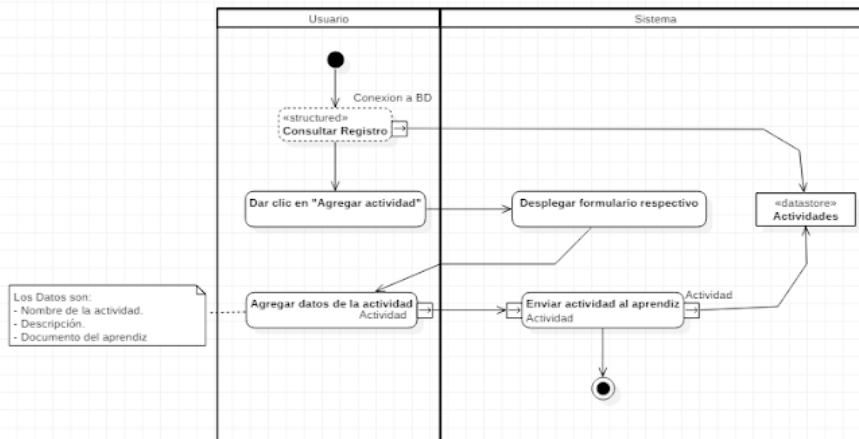 Usuario
Sistema
Conexion a BD
«structured»
Consultar Registro
Dar clic en "Agregar actividad"
Desplegar formulario respectivo
«datastore»
Actividades
Los Datos son:
- Nombre de la actividad.
- Descripción.
- Documento del aprendiz
Agregar datos de la actividad
Actividad
Enviar actividad al aprendiz
Actividad
Actividad